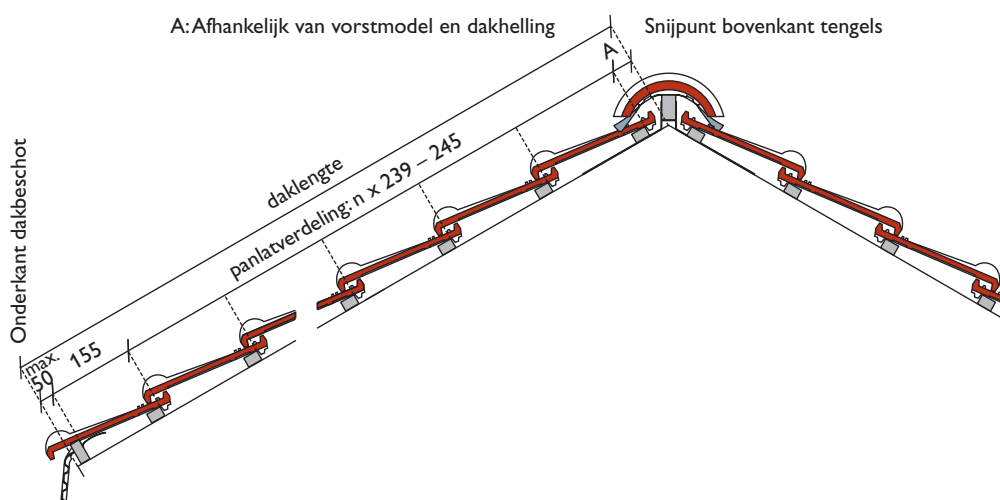 A: Afhankelijk van vorstmodel en dakhelling
Snijpunt bovenkant tengels
A
daklengte
panlatverdeling: n x 239 – 245
Onderkant dakbeschot
max.
50
155